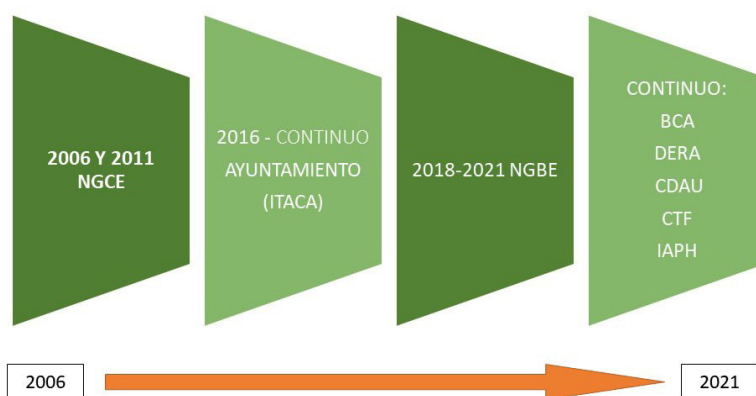 2006 Y 2011
NGCE
2016 - CONTINUO
AYUNTAMIENTO
(ITACA)
2018-2021 NGBE
CONTINUO:
BCA
DERA
CDAU
CTF
IAPH
2006
2021